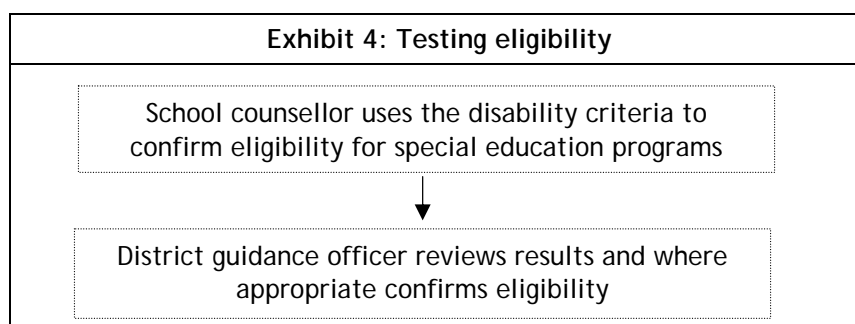 Exhibit 4: Testing eligibility
School counsellor uses the disability criteria to
confirm eligibility for special education programs
District guidance officer reviews results and where
appropriate confirms eligibility